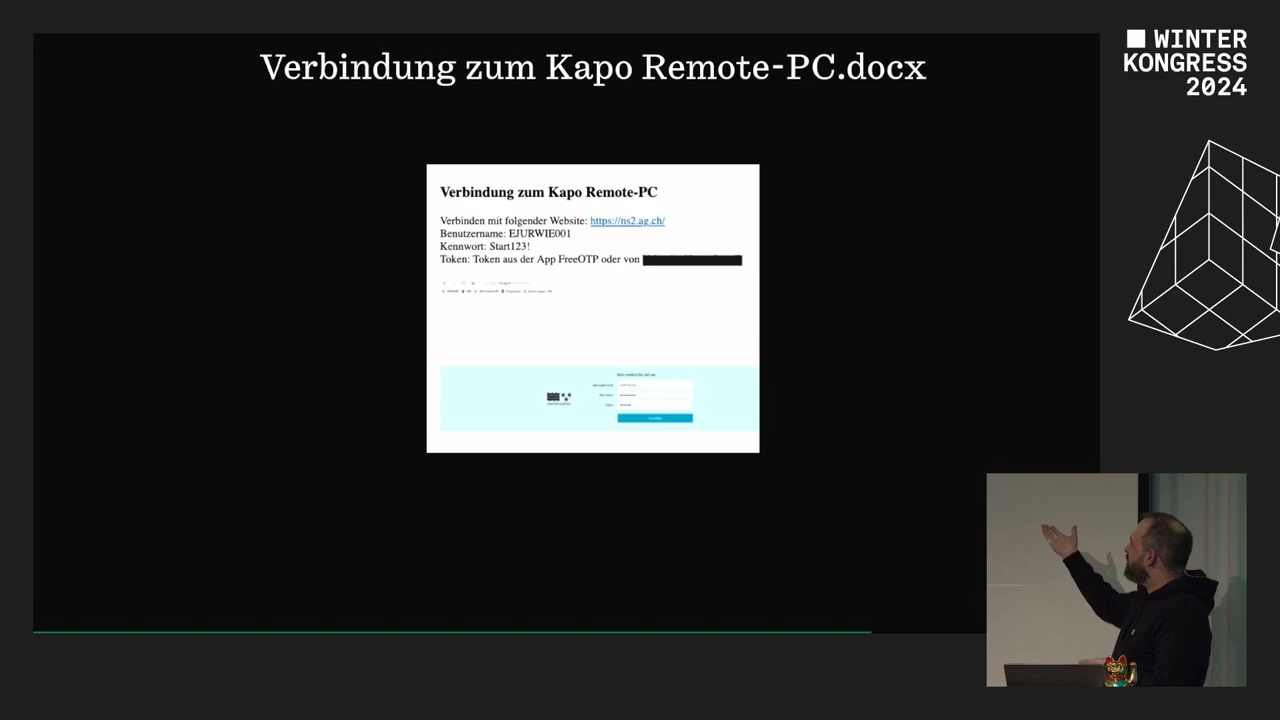 Verbindung zum Kapo Remote-PC.docx
WINTER
KONGRESS
2024
Verbindung zum Kapo Remote-PC
Verbinden mit folgender Website: https://ns2.ag.ch/
Benutzername: EJURWIE001
Kennwort: Start123!
Token: Token aus der App FreeOTP oder von